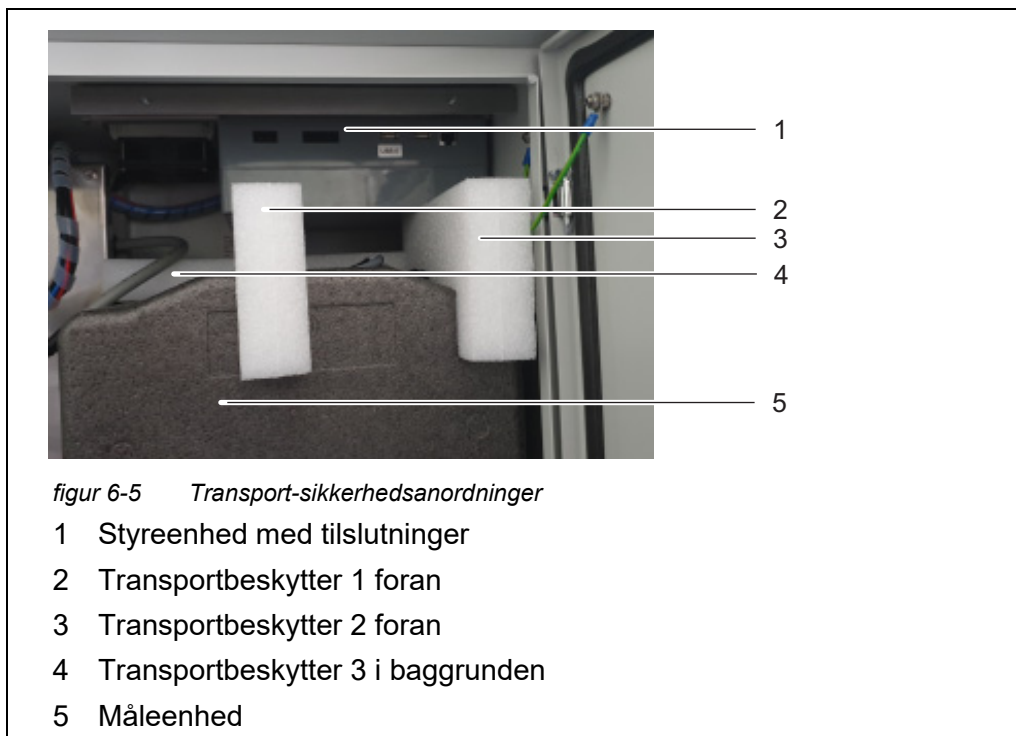 1
2
3
4
5
figur 6-5 Transport-sikkerhedsanordninger
1 Styreenhed med tilslutninger
2 Transportbeskytter 1 foran
3 Transportbeskytter 2 foran
4 Transportbeskytter 3 i baggrunden
5 Måleenhed